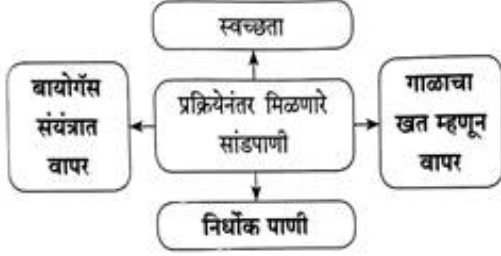 स्वच्छता
बायोगॅस
संयंत्रात
वापर
प्रक्रियेनंतर मिळणारे
सांडपाणी
गाळाचा
खत म्हणून
वापर
निर्धोक पाणी